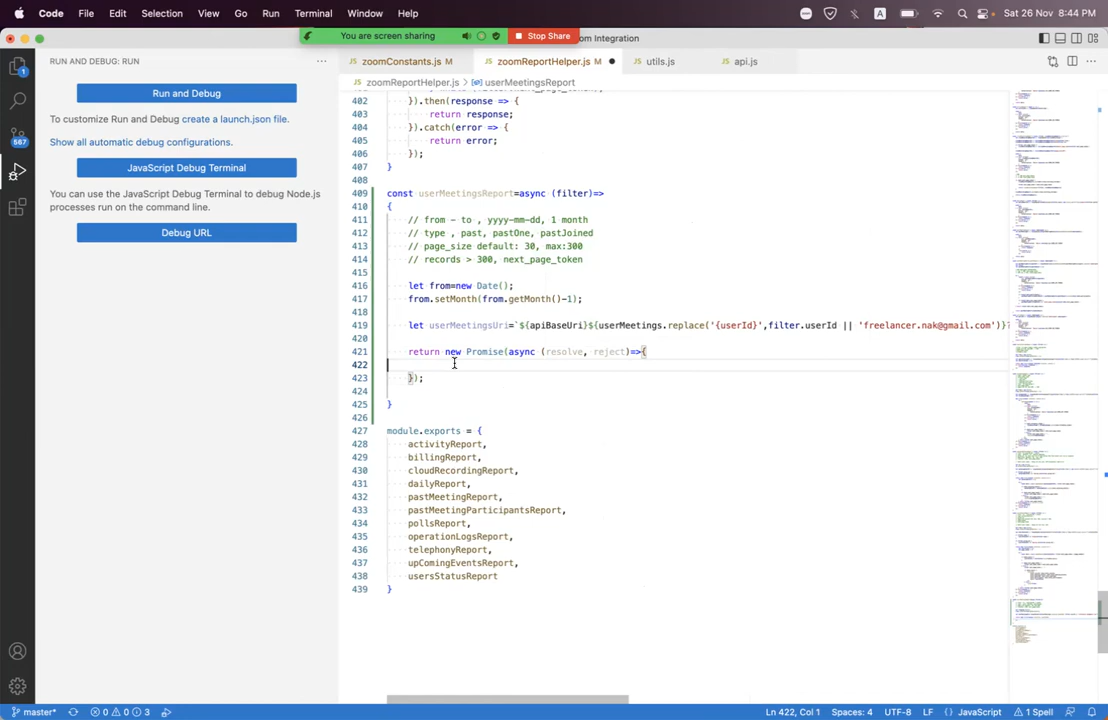 Code File Edit Selection View Go Run Terminal Window Help A Sat 26 Nov 8:44 PM
You are screen sharing Stop Share om Integration
RUN AND DEBUG: RUN ...
zoomConstants.js M
zoomReportHelper.js M
utils.js
api.js
zoomReportHelper.js > userMeetingsReport
1
587
Run and Debug
To customize Run and Debug create a launch.json file.
Show all automatic debug configurations.
JavaScript Debug Terminal
You can use the JavaScript Debug Terminal to debug Node.js
processes run on the command line.
Debug URL
402
403 }).then(response => {
404 return response;
404 }).catch(error => {
405 return error;
406 });
407 }
408
409 const userMeetingsReport=async (filter)=>
410 {
411 // from - to , yyyy-mm-dd, 1 month
412 // type , past, pastOne, pastJoined
413 // page_size default: 30, max:300
414 // records > 300, next_page_token
415
416 let from=new Date();
417 from.setMonth(from.getMonth()-1);
418
419 let userMeetingsUri=`${apiBaseUri}${userMeetings.replace('{userId}',filter.userId || 'freelancer.nak@gmail.com')}?
420
421 return new Promise(async (resolve, reject)=>{
422
423 });
424
425 }
426
427 module.exports = {
428 activityReport,
429 billingReport,
430 cloudRecordingReport,
431 dailyReport,
432 pastMeetingReport,
433 pastMeetingParticipantsReport,
434 pollsReport,
435 operationLogsReport,
436 telephonyReport,
437 upComingEventsReport,
438 usersStatusReport
439 }
master* 0 0 3 Ln 422, Col 1 Spaces: 4 UTF-8 LF {} JavaScript 1 Spell